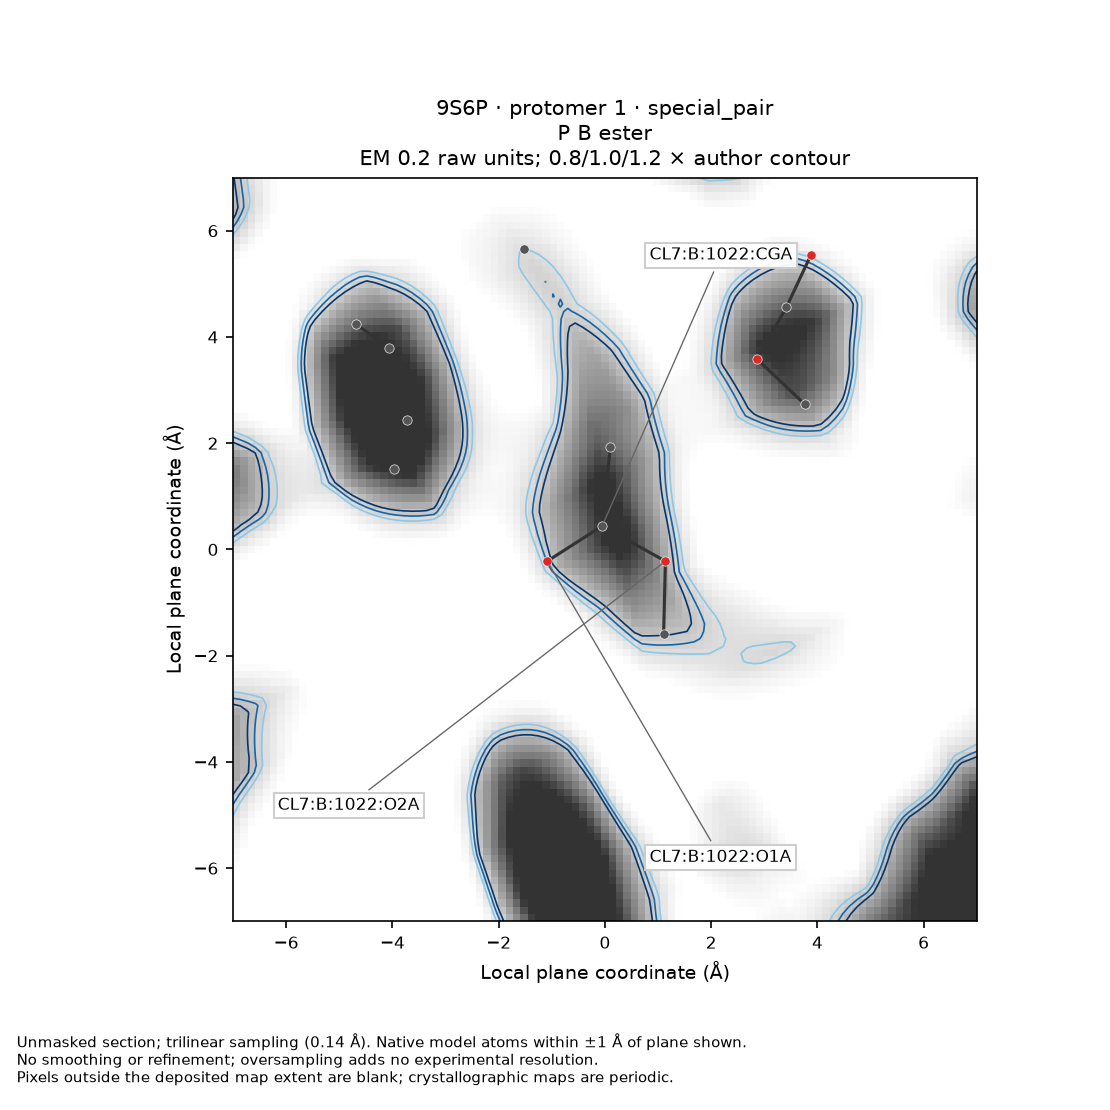 9S6P · protomer 1 · special_pair
P B ester
EM 0.2 raw units; 0.8/1.0/1.2 × author contour
CL7:B:1022:CGA
CL7:B:1022:O2A
CL7:B:1022:O1A
6
4
2
0
−2
−4
−6
Local plane coordinate (Å)
−6 −4 −2 0 2 4 6
Local plane coordinate (Å)
Unmasked section; trilinear sampling (0.14 Å). Native model atoms within ±1 Å of plane shown.
No smoothing or refinement; oversampling adds no experimental resolution.
Pixels outside the deposited map extent are blank; crystallographic maps are periodic.